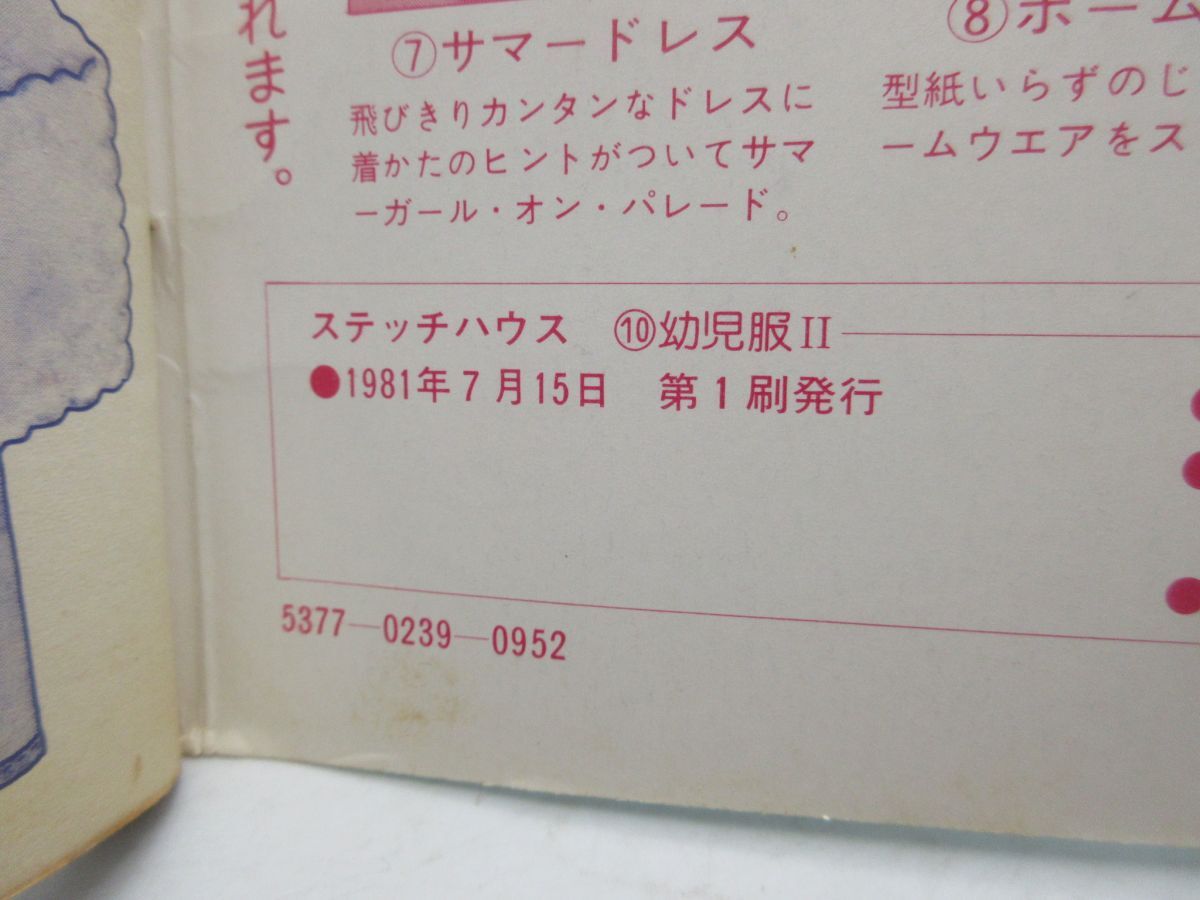 れます。
⑦サマードレス
飛びきりカンタンなドレスに
着かたのヒントがついてサマ
ーガール・オン・パレード。
⑧ホーム
型紙いらずのじ
ームウエアをス
ステッチハウス ⑩幼児服II
●1981年7月15日 第1刷発行
5377—0239—0952